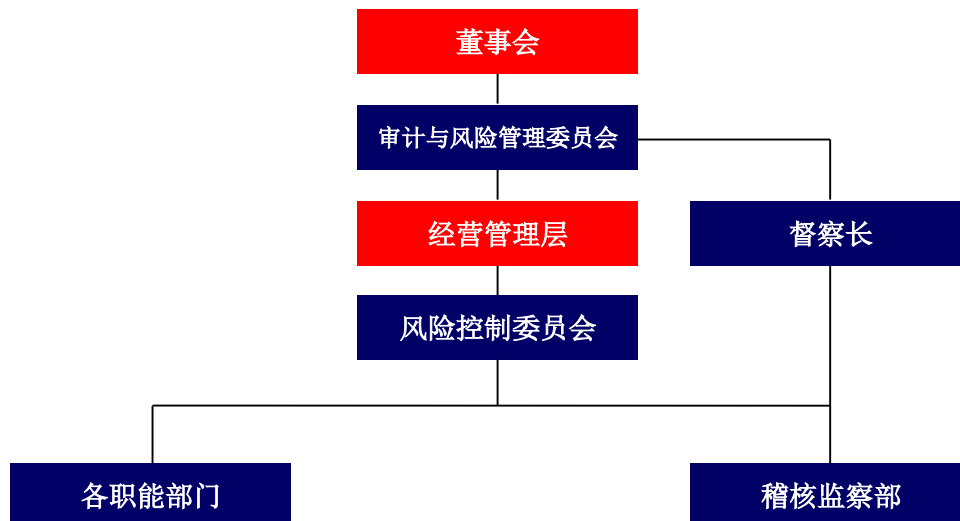 董事会
审计与风险管理委员会
经营管理层
督察长
风险控制委员会
各职能部门
稽核监察部